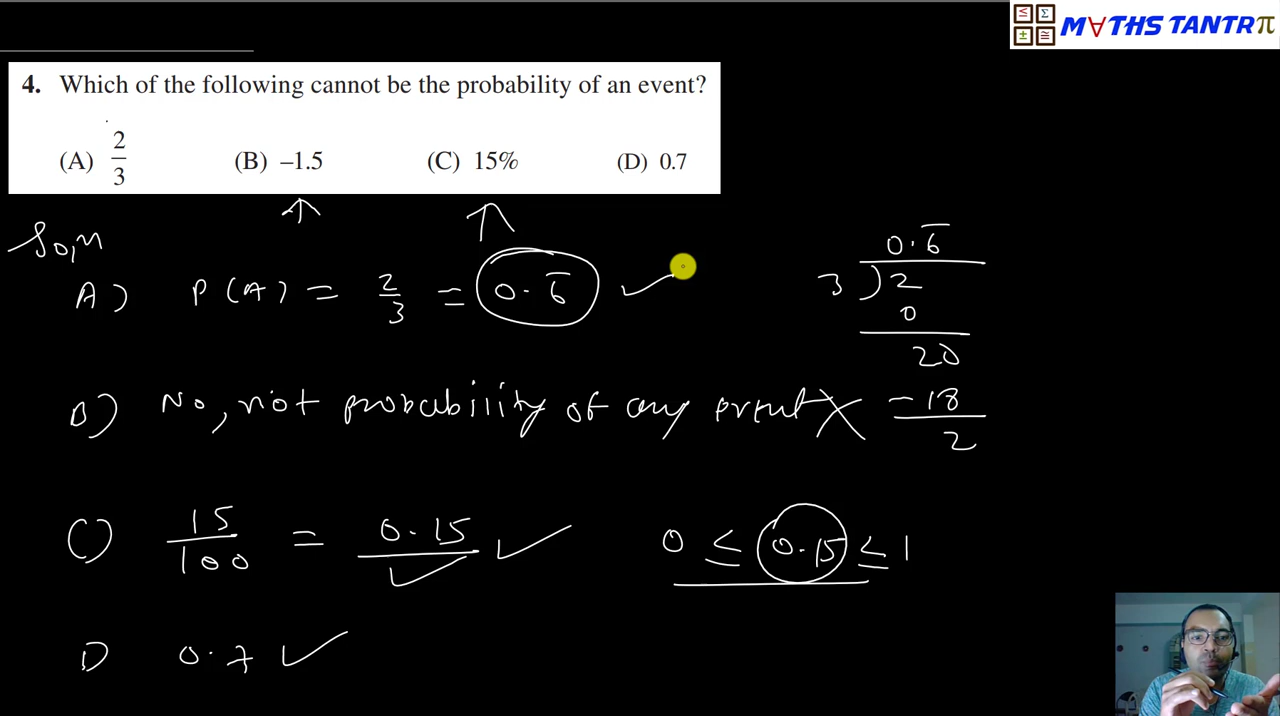 ≤ Σ
± ≅
M∀THS TANTRπ
4. Which of the following cannot be the probability of an event?
(A) 2/3 (B) –1.5 (C) 15% (D) 0.7
Soln
A) P(A) = 2/3 = 0.6̅ ✓
0.6̅
3 ) 2
0
20
-18
2
B) No, not probability of any event ✗
C) 15/100 = 0.15 ✓ ✓ 0 ≤ 0.15 ≤ 1
D 0.7 ✓